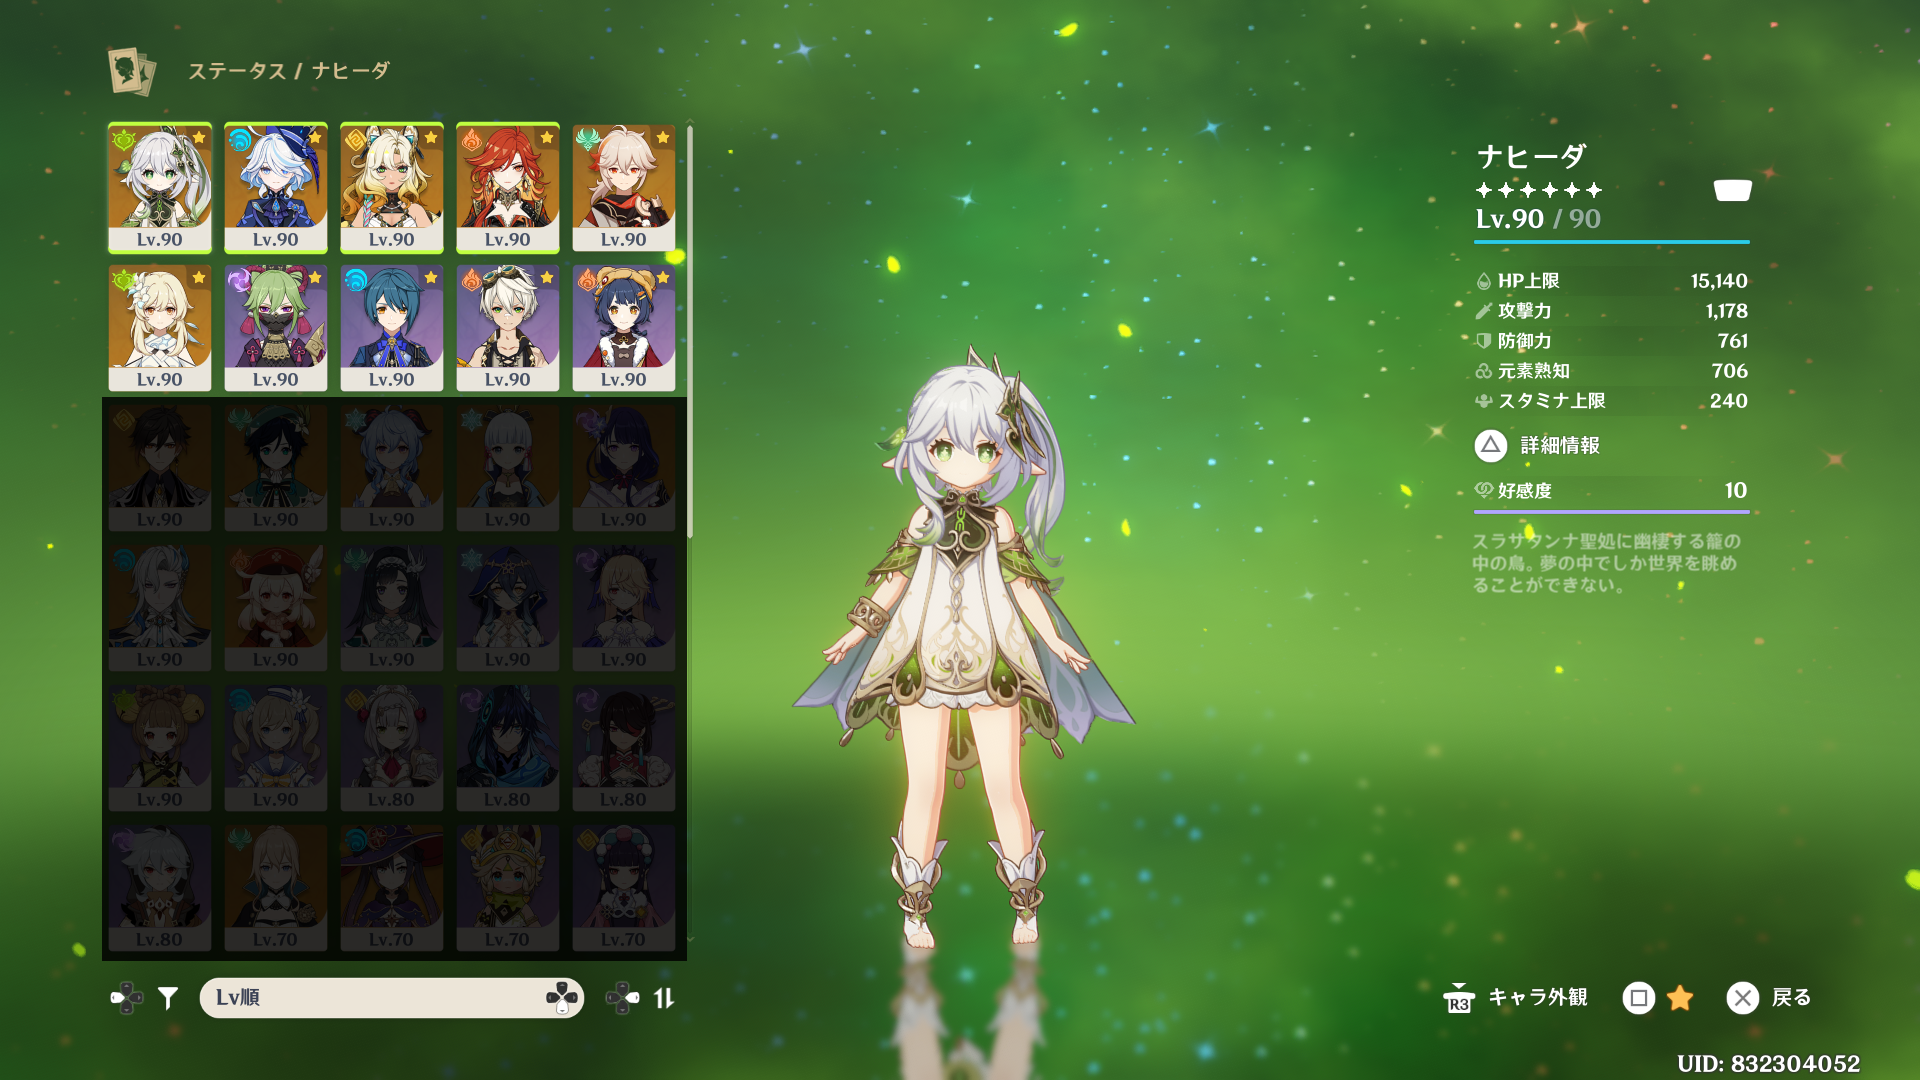 ステータス / ナヒーダ
Lv.90 Lv.90 Lv.90 Lv.90 Lv.90
Lv.90 Lv.90 Lv.90 Lv.90 Lv.90
Lv.90 Lv.90 Lv.90 Lv.90 Lv.90
Lv.90 Lv.90 Lv.90 Lv.90 Lv.90
Lv.90 Lv.90 Lv.80 Lv.80 Lv.80
Lv.80 Lv.70 Lv.70 Lv.70 Lv.70
Lv順
ナヒーダ
Lv.90 / 90
HP上限 15,140
攻撃力 1,178
防御力 761
元素熟知 706
スタミナ上限 240
詳細情報
好感度 10
スラサタンナ聖処に幽棲する籠の
中の鳥。夢の中でしか世界を眺め
ることができない。
R3 キャラ外観
戻る
UID: 832304052